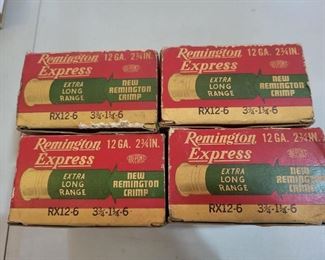 Remington 12 GA. 2¾ IN.
Express
DU PONT
EXTRA
LONG
RANGE
NEW
REMINGTON
CRIMP
RX12-6 3¾-1¼-6
Remington 12 GA. 2¾ IN.
Express
EXTRA
LONG
RANGE
NEW
REMINGTON
CRIMP
RX12-6 3¾-1¼-6
Remington 12 GA. 2¾ IN.
Express
DU PONT
EXTRA
LONG
RANGE
NEW
REMINGTON
CRIMP
RX12-6 3¾-1¼-6
Remington 12 GA. 2¾ IN.
Express
DU PONT
EXTRA
LONG
RANGE
NEW
REMINGTON
CRIMP
RX12-6 3¾-1¼-6